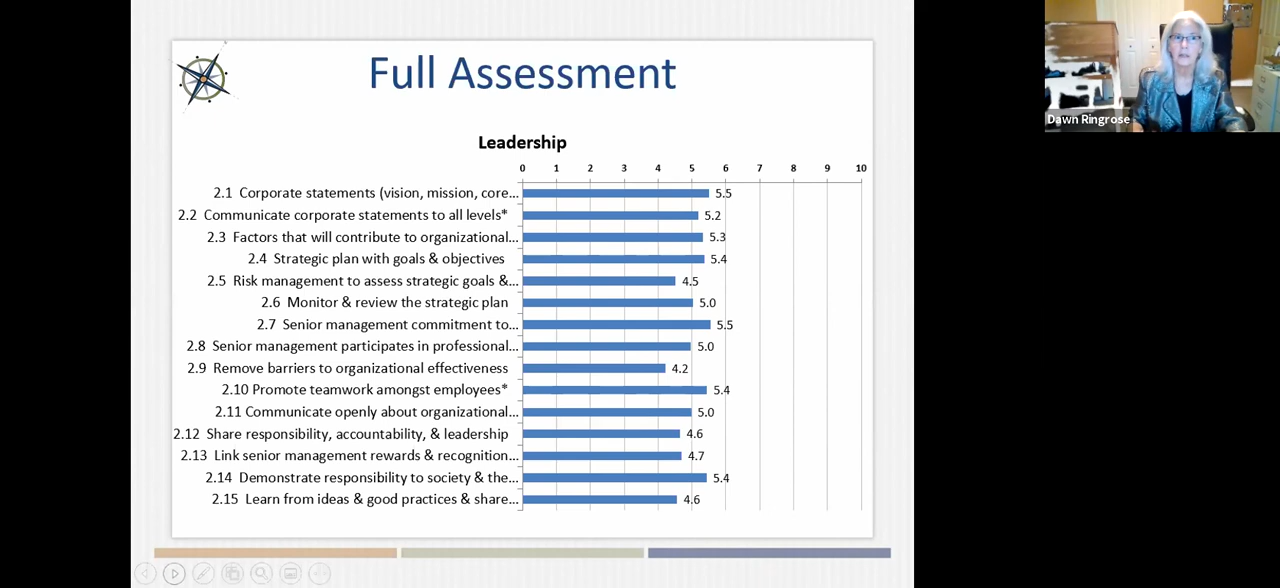 Full Assessment
Dawn Ringrose
Leadership
0 1 2 3 4 5 6 7 8 9 10
2.1 Corporate statements (vision, mission, core... 5.5
2.2 Communicate corporate statements to all levels* 5.2
2.3 Factors that will contribute to organizational... 5.3
2.4 Strategic plan with goals & objectives 5.4
2.5 Risk management to assess strategic goals &... 4.5
2.6 Monitor & review the strategic plan 5.0
2.7 Senior management commitment to... 5.5
2.8 Senior management participates in professional... 5.0
2.9 Remove barriers to organizational effectiveness 4.2
2.10 Promote teamwork amongst employees* 5.4
2.11 Communicate openly about organizational... 5.0
2.12 Share responsibility, accountability, & leadership 4.6
2.13 Link senior management rewards & recognition... 4.7
2.14 Demonstrate responsibility to society & the... 5.4
2.15 Learn from ideas & good practices & share... 4.6